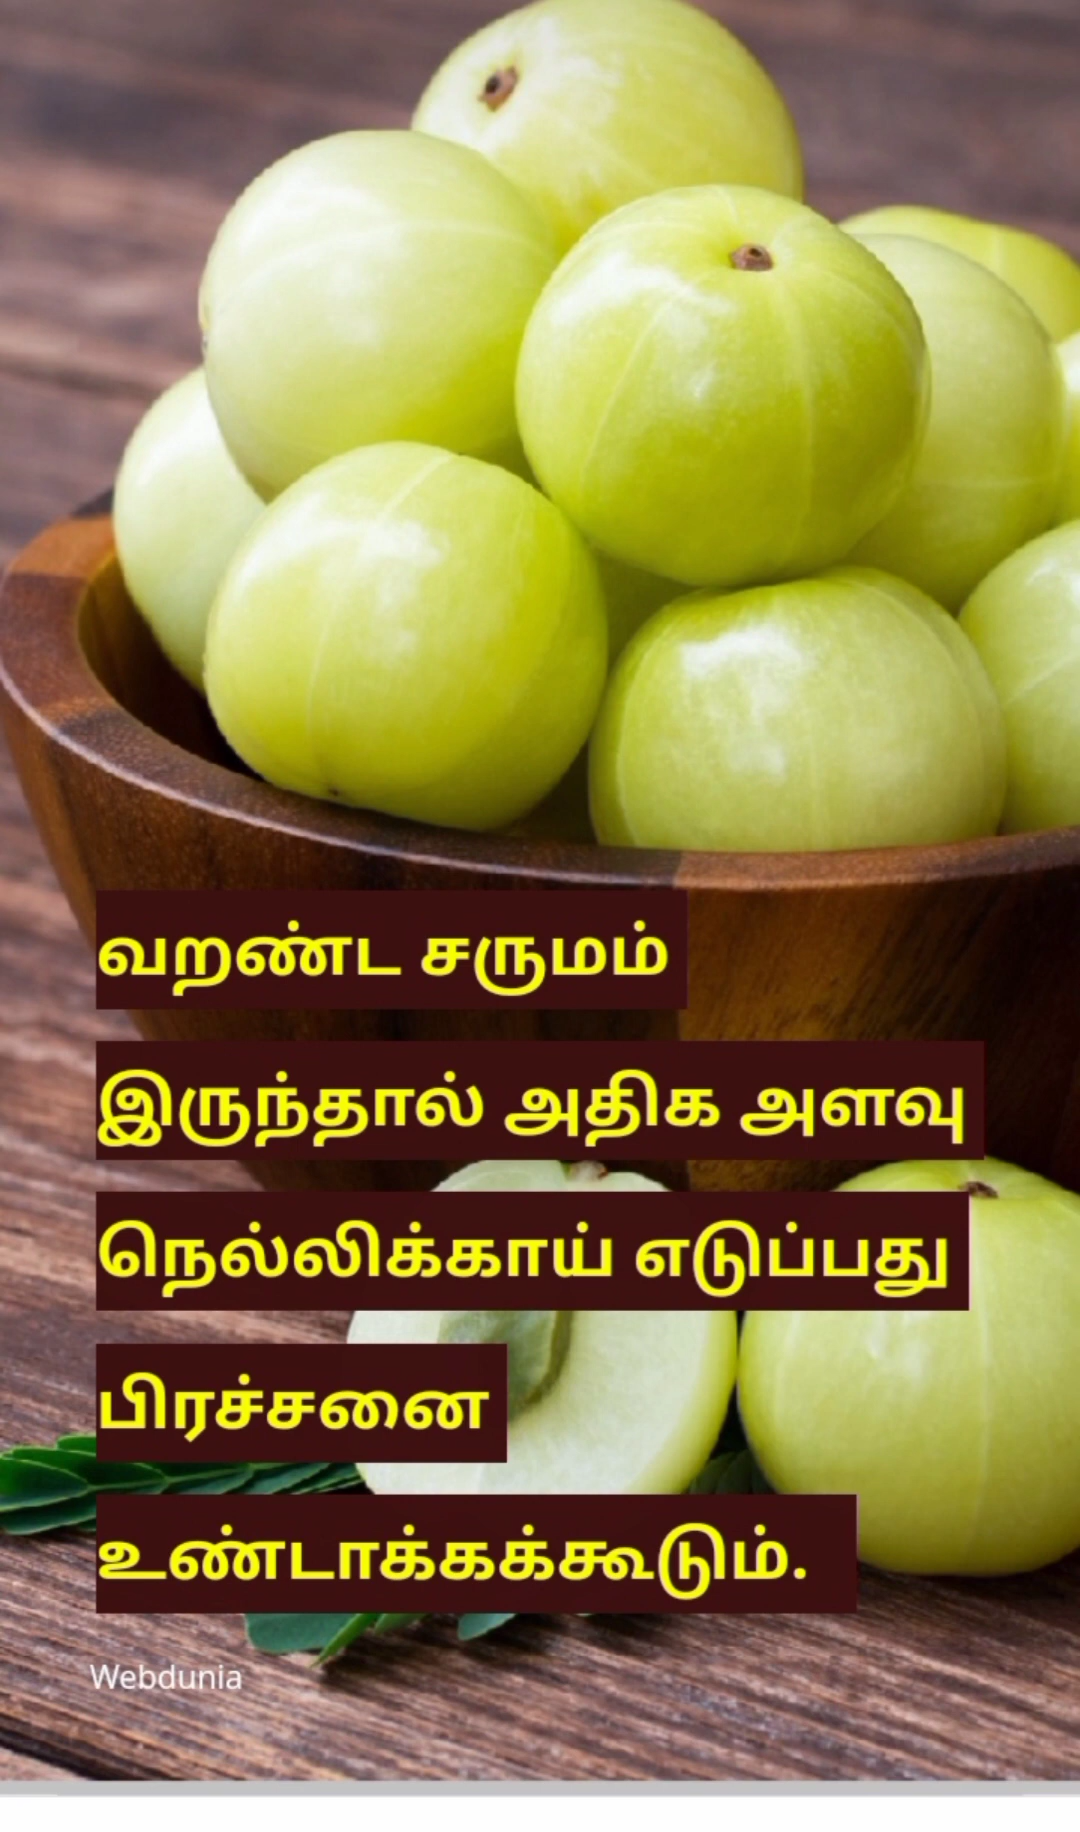 வறண்ட சருமம்
இருந்தால் அதிக அளவு
நெல்லிக்காய் எடுப்பது
பிரச்சனை
உண்டாக்கக்கூடும்.
Webdunia